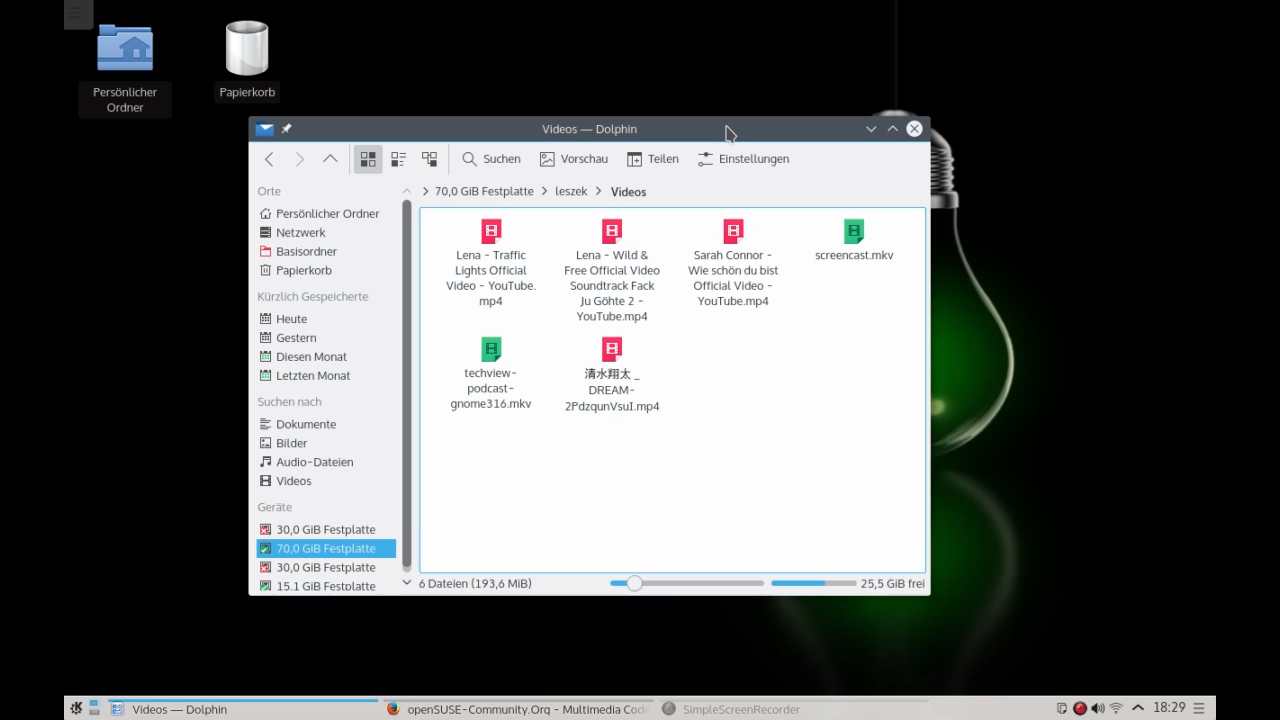 Persönlicher
Ordner
Papierkorb
Videos — Dolphin
Suchen
Vorschau
Teilen
Einstellungen
Orte
Persönlicher Ordner
Netzwerk
Basisordner
Papierkorb
Kürzlich Gespeicherte
Heute
Gestern
Diesen Monat
Letzten Monat
Suchen nach
Dokumente
Bilder
Audio-Dateien
Videos
Geräte
30,0 GiB Festplatte
70,0 GiB Festplatte
30,0 GiB Festplatte
15,1 GiB Festplatte
70,0 GiB Festplatte > leszek > Videos
Lena - Traffic
Lights Official
Video - YouTube.
mp4
Lena - Wild &
Free Official Video
Soundtrack Fack
Ju Göhte 2 -
YouTube.mp4
Sarah Connor -
Wie schön du bist
Official Video -
YouTube.mp4
screencast.mkv
techview-
podcast-
gnome316.mkv
清水翔太 _
DREAM-
2PdzqunVsuI.mp4
6 Dateien (193,6 MiB)
25,5 GiB frei
Videos — Dolphin
openSUSE-Community.Org - Multimedia Code
SimpleScreenRecorder
18:29